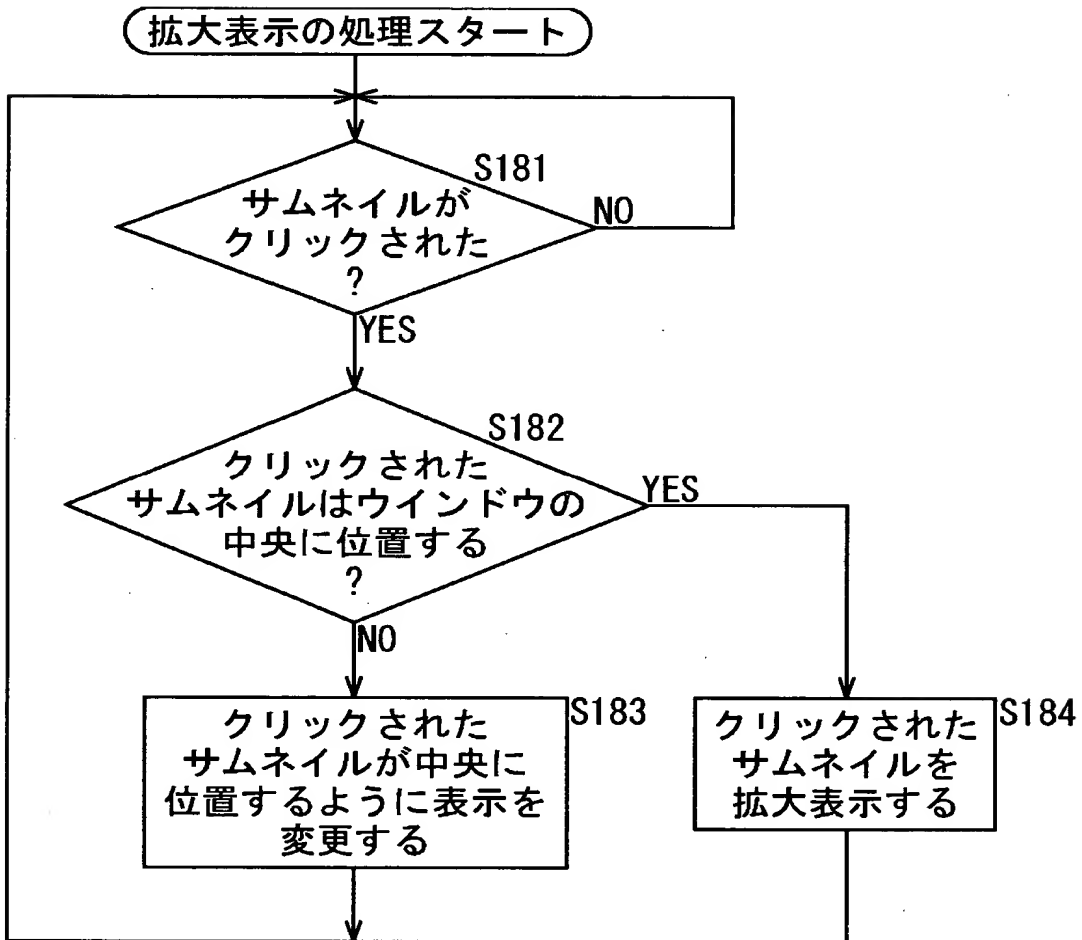 拡大表示の処理スタート
S181
サムネイルが
クリックされた
?
NO
YES
S182
クリックされた
サムネイルはウインドウの
中央に位置する
?
YES
NO
S183
クリックされた
サムネイルが中央に
位置するように表示を
変更する
S184
クリックされた
サムネイルを
拡大表示する